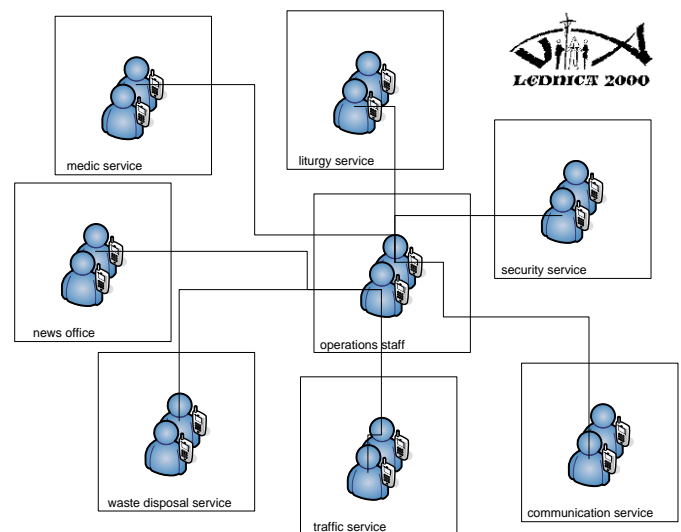 LEDNICA 2000
medic service
liturgy service
security service
news office
operations staff
waste disposal service
traffic service
communication service